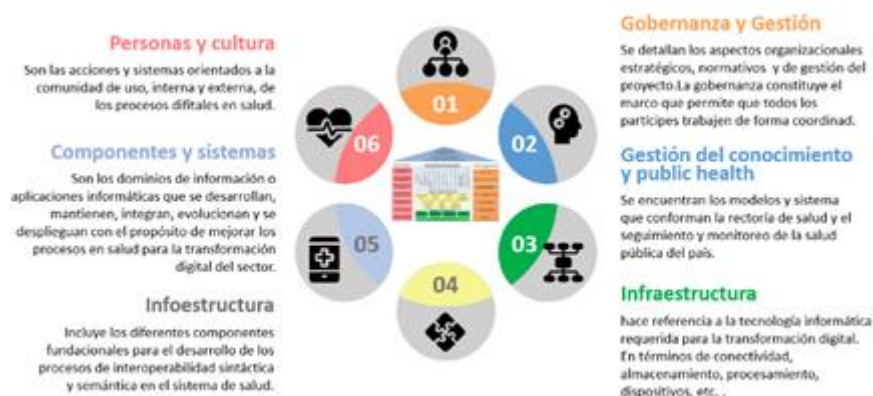 Personas y cultura
Son las acciones y sistemas orientados a la
comunidad de uso, interna y externa, de
los procesos difitales en salud.
Componentes y sistemas
Son los dominios de información o
aplicaciones informáticas que se desarrollan,
mantienen, integran, evolucionan y se
despliegan con el propósito de mejorar los
procesos en salud para la transformación
digital del sector.
Infoestructura
Incluye los diferentes componentes
fundacionales para el desarrollo de los
procesos de interoperabilidad sintáctica
y semántica en el sistema de salud.
01
02
03
04
05
06
Gobernanza y Gestión
Se detallan los aspectos organizacionales
estratégicos, normativos y de gestión del
proyecto.La gobernanza constituye el
marco que permite que todos los
participes trabajen de forma coordinad.
Gestión del conocimiento
y public health
Se encuentran los modelos y sistema
que conforman la rectoría de salud y el
seguimiento y monitoreo de la salud
pública del país.
Infraestructura
hace referencia a la tecnología informática
requerida para la transformación digital.
En términos de conectividad,
almacenamiento, procesamiento,
dispositivos, etc. .